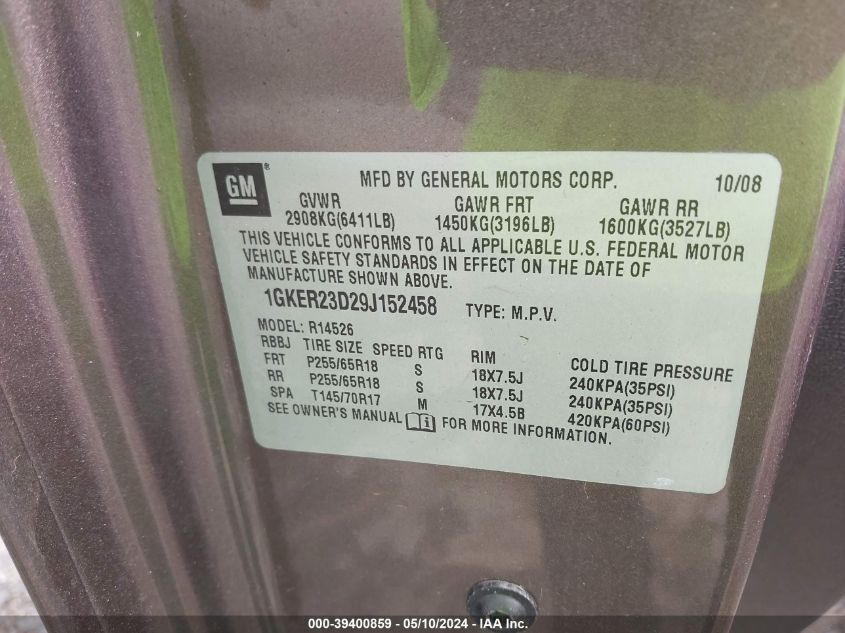 GM ® MFD BY GENERAL MOTORS CORP. 10/08
GVWR GAWR FRT GAWR RR
2908KG(6411LB) 1450KG(3196LB) 1600KG(3527LB)
THIS VEHICLE CONFORMS TO ALL APPLICABLE U.S. FEDERAL MOTOR
VEHICLE SAFETY STANDARDS IN EFFECT ON THE DATE OF
MANUFACTURE SHOWN ABOVE.
1GKER23D29J152458 TYPE: M.P.V.
MODEL: R14526
RBBJ TIRE SIZE SPEED RTG RIM COLD TIRE PRESSURE
FRT P255/65R18 S 18X7.5J 240KPA(35PSI)
RR P255/65R18 S 18X7.5J 240KPA(35PSI)
SPA T145/70R17 M 17X4.5B 420KPA(60PSI)
SEE OWNER'S MANUAL FOR MORE INFORMATION.
000-39400859 - 05/10/2024 - IAA Inc.